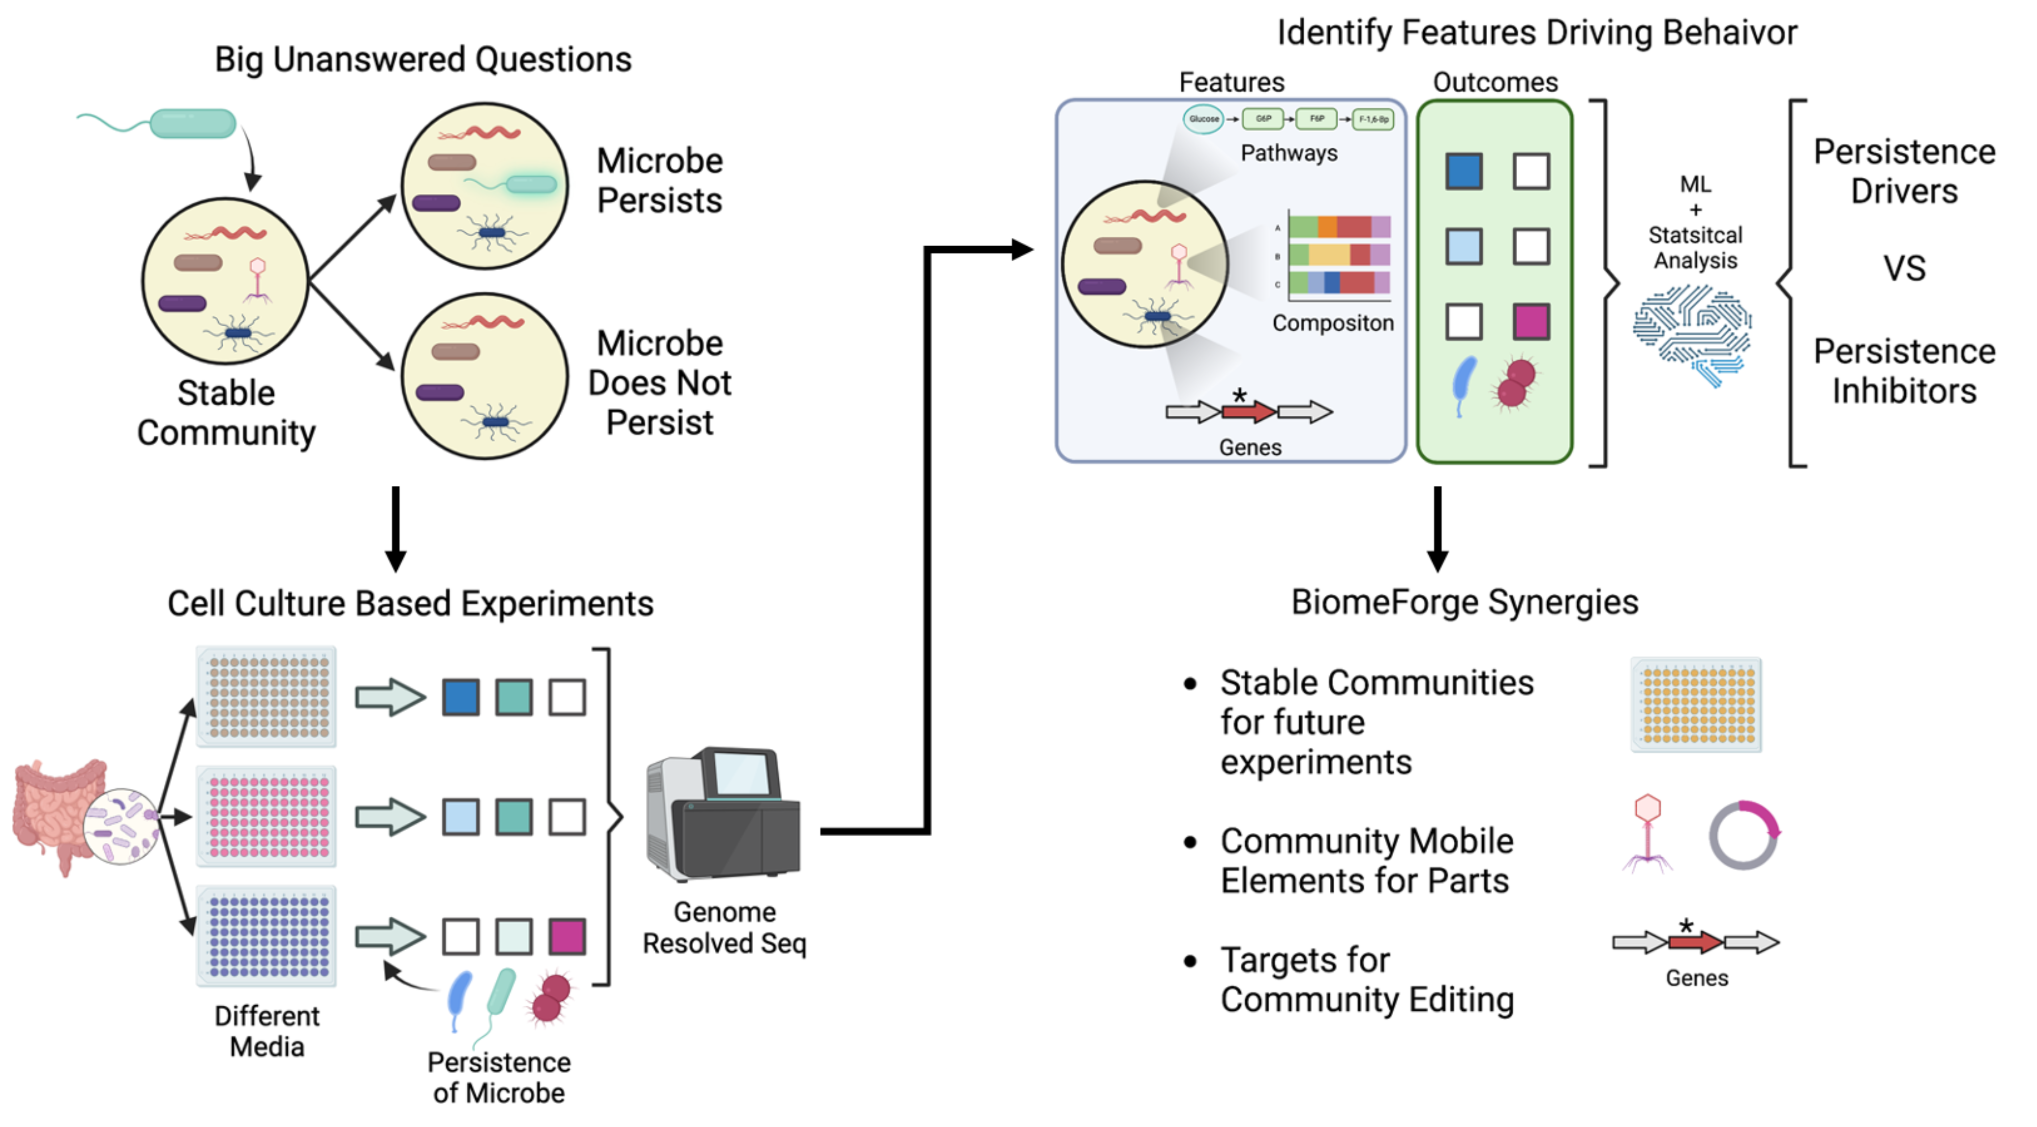 Big Unanswered Questions
Microbe
Persists
Microbe
Does Not
Persist
Stable
Community
Cell Culture Based Experiments
Different
Media
Persistence
of Microbe
Genome
Resolved Seq
Identify Features Driving Behaivor
Features
Outcomes
Glucose
G6P
F6P
F-1,6-Bp
Pathways
A
B
C
Compositon
*
Genes
ML
+
Statsitcal
Analysis
Persistence
Drivers
VS
Persistence
Inhibitors
BiomeForge Synergies
• Stable Communities
for future
experiments
• Community Mobile
Elements for Parts
• Targets for
Community Editing
*
Genes